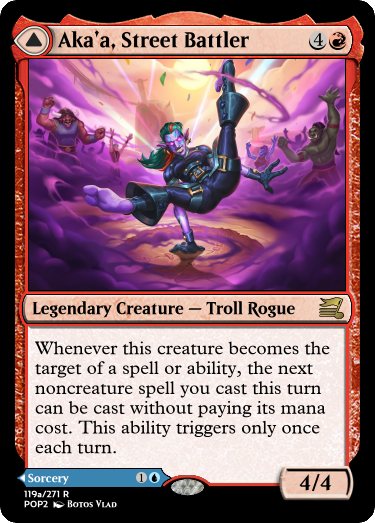 Aka'a, Street Battler 4
Legendary Creature — Troll Rogue
Whenever this creature becomes the
target of a spell or ability, the next
noncreature spell you cast this turn
can be cast without paying its mana
cost. This ability triggers only once
each turn.
Sorcery 1
4/4
119a/271 R
POP2 Botos Vlad